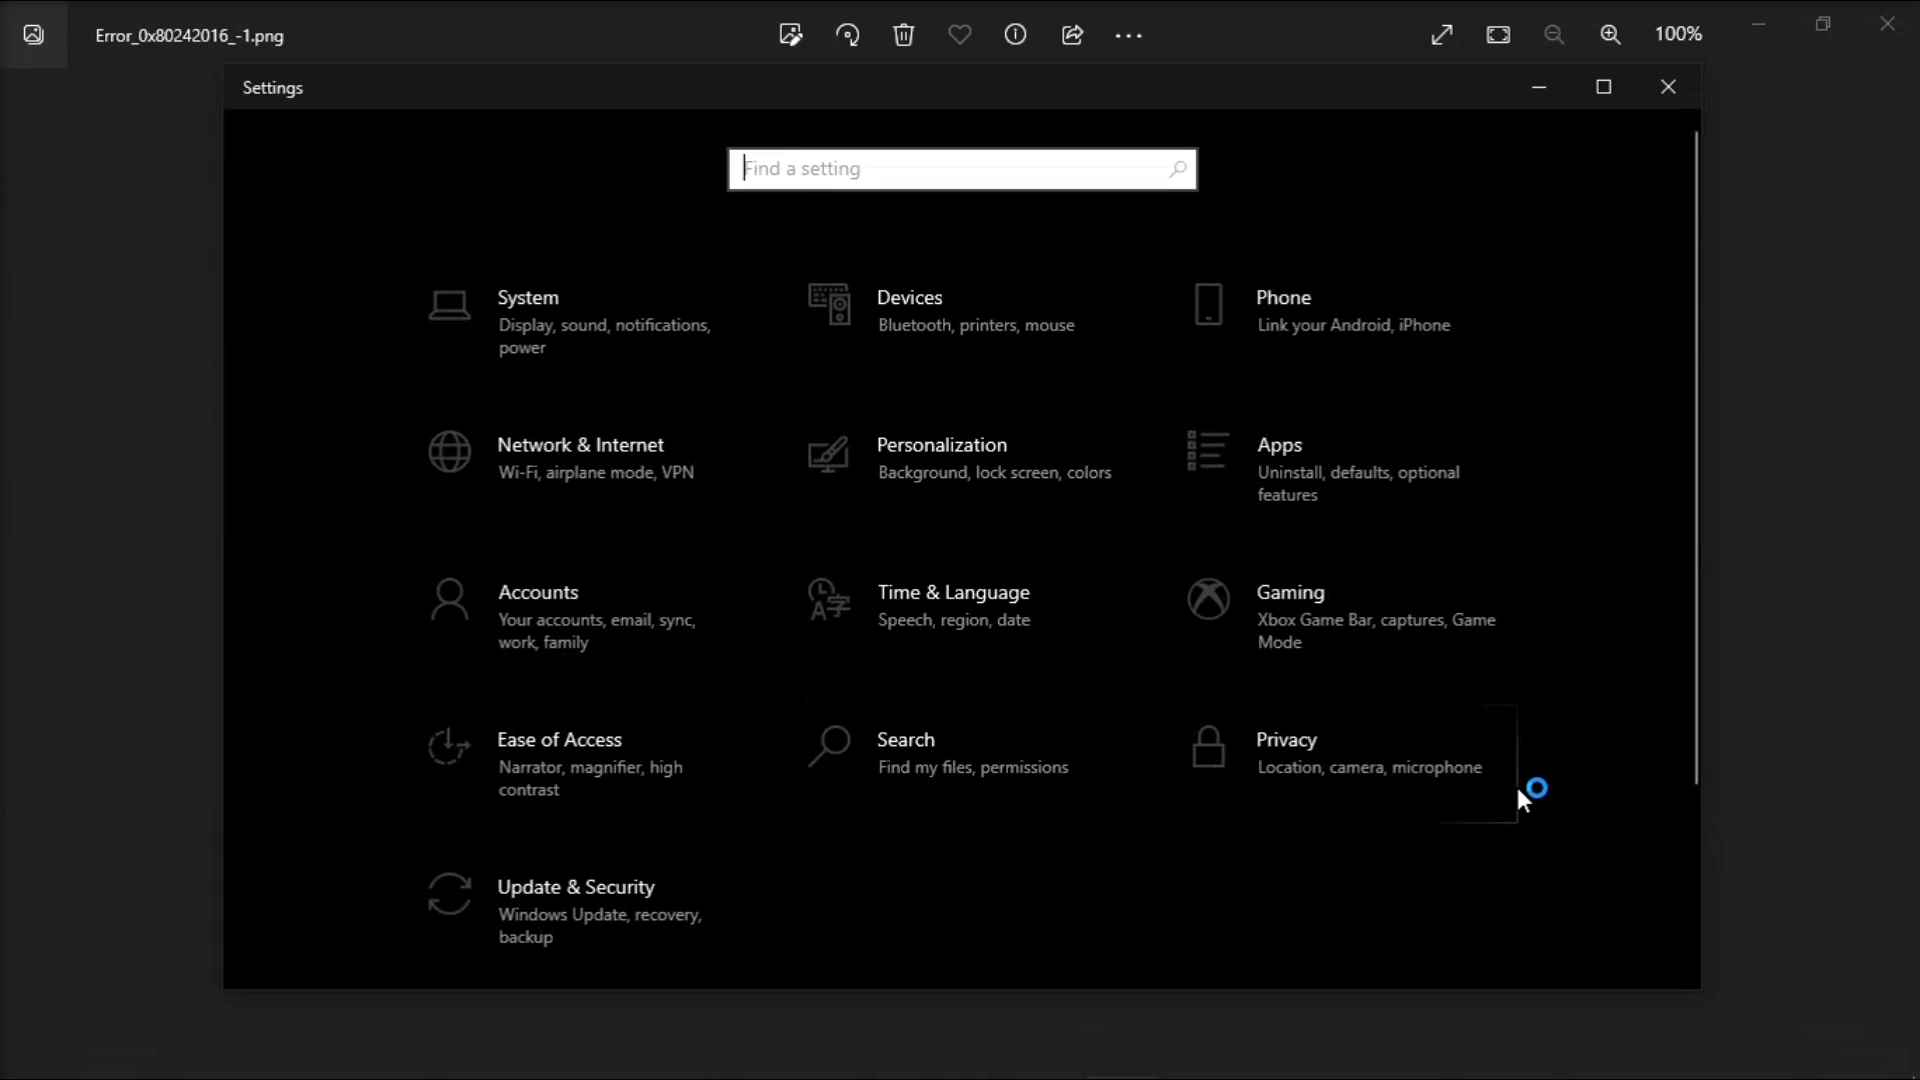 Error_0x80242016_-1.png
100%
Settings
Find a setting
System
Display, sound, notifications,
power
Devices
Bluetooth, printers, mouse
Phone
Link your Android, iPhone
Network & Internet
Wi-Fi, airplane mode, VPN
Personalization
Background, lock screen, colors
Apps
Uninstall, defaults, optional
features
Accounts
Your accounts, email, sync,
work, family
Time & Language
Speech, region, date
Gaming
Xbox Game Bar, captures, Game
Mode
Ease of Access
Narrator, magnifier, high
contrast
Search
Find my files, permissions
Privacy
Location, camera, microphone
Update & Security
Windows Update, recovery,
backup